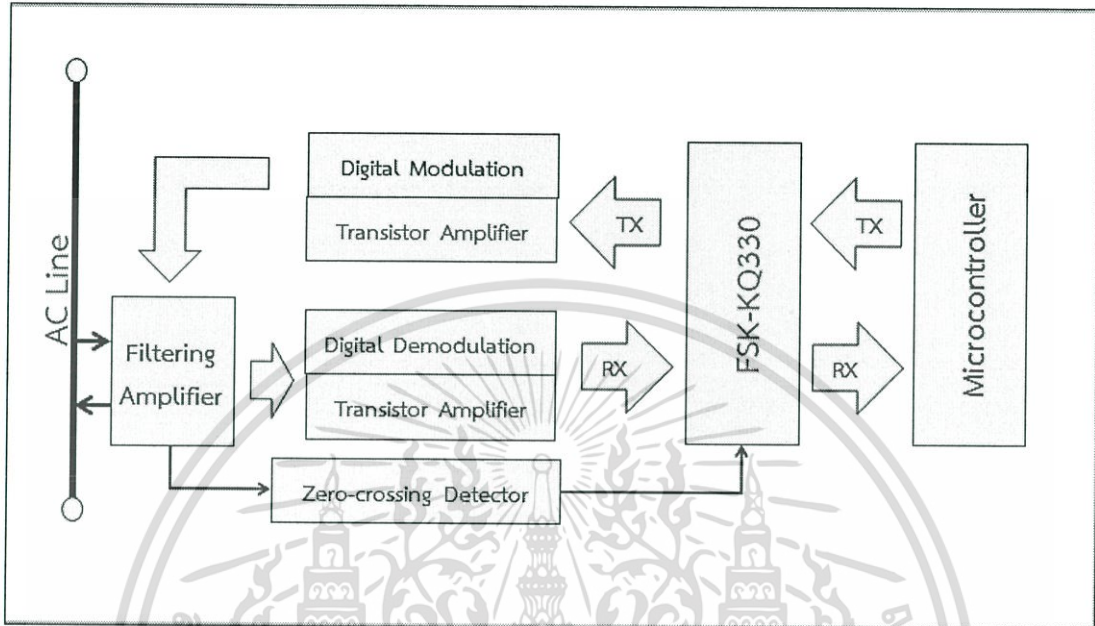 AC Line
Digital Modulation
Transistor Amplifier
TX
FSK-KQ330
TX
Microcontroller
Filtering
Amplifier
Digital Demodulation
Transistor Amplifier
RX
RX
Zero-crossing Detector